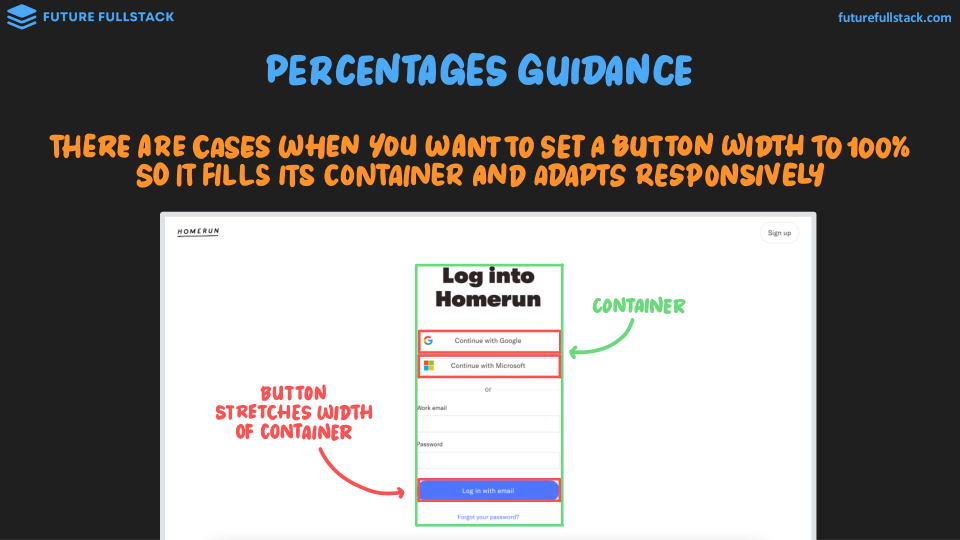 FUTURE FULLSTACK
futurefullstack.com
PERCENTAGES GUIDANCE
THERE ARE CASES WHEN YOU WANT TO SET A BUTTON WIDTH TO 100%
SO IT FILLS ITS CONTAINER AND ADAPTS RESPONSIVELY
HOMERUN
Sign up
Log into
Homerun
CONTAINER
Continue with Google
Continue with Microsoft
or
BUTTON
STRETCHES WIDTH
OF CONTAINER
Work email
Password
Log in with email
Forgot your password?